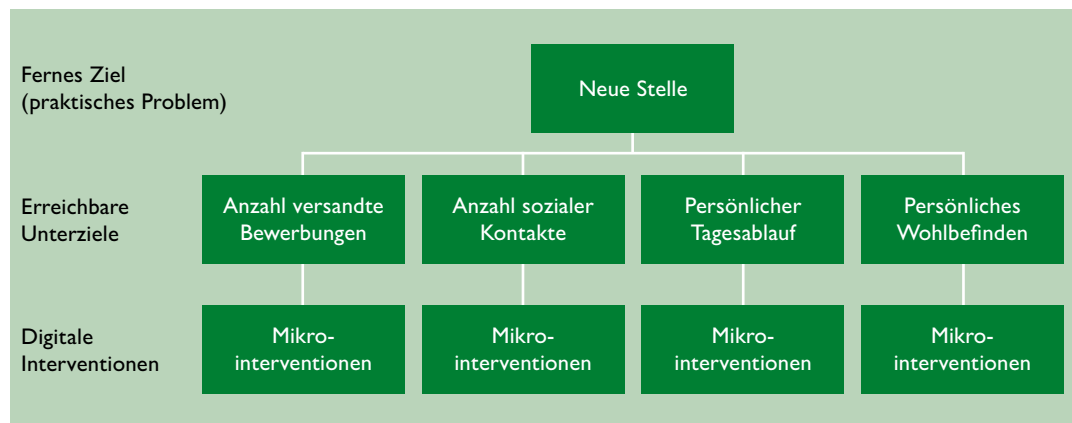 Fernes Ziel
(praktisches Problem)
Neue Stelle
Erreichbare
Unterziele
Anzahl versandte
Bewerbungen
Anzahl sozialer
Kontakte
Persönlicher
Tagesablauf
Persönliches
Wohlbefinden
Digitale
Interventionen
Mikro-
interventionen
Mikro-
interventionen
Mikro-
interventionen
Mikro-
interventionen